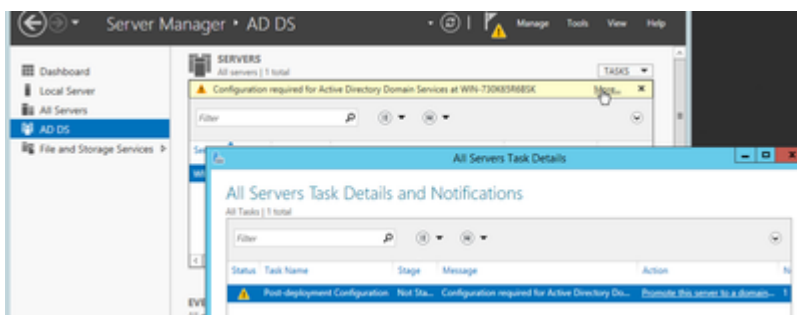 Server Manager • AD DS
Manage Tools View Help
Dashboard
Local Server
All Servers
AD DS
File and Storage Services
SERVERS
All servers | 1 total
TASKS
Configuration required for Active Directory Domain Services at WIN-730K85R68SK
More...
Filter
All Servers Task Details
All Servers Task Details and Notifications
All Tasks | 1 total
Filter
Status Task Name Stage Message Action N
Post-deployment Configuration Not Sta... Configuration required for Active Directory Do... Promote this server to a domain... 1
EVE